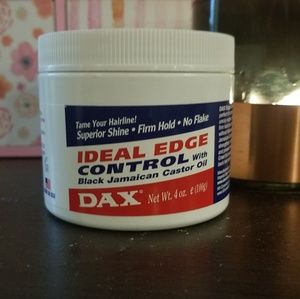 Tame Your Hairline!
Superior Shine • Firm Hold • No Flake
IDEAL EDGE
CONTROL With
Black Jamaican Castor Oil
DAX® Net Wt. 4 oz. e (100g)